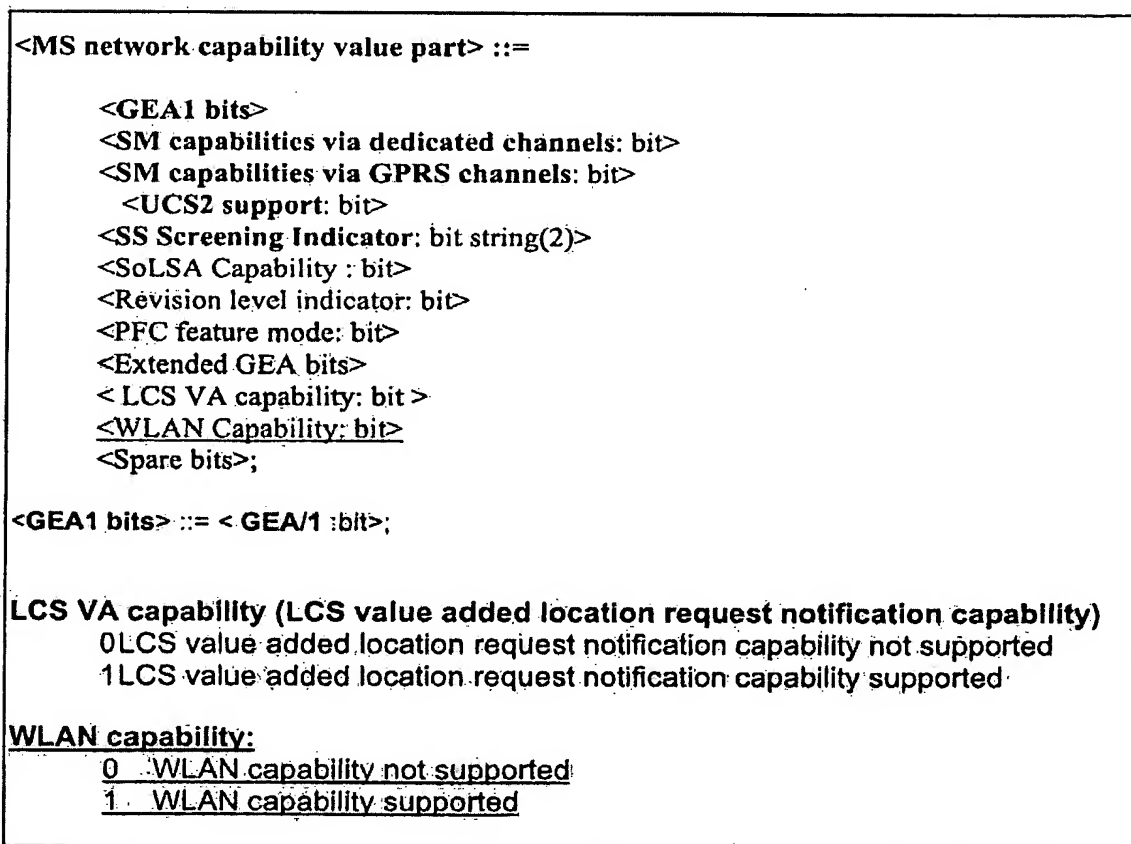 <MS network capability value part> ::=
<GEA1 bits>
<SM capabilities via dedicated channels: bit>
<SM capabilities via GPRS channels: bit>
<UCS2 support: bit>
<SS Screening Indicator: bit string(2)>
<SoLSA Capability : bit>
<Revision level indicator: bit>
<PFC feature mode: bit>
<Extended GEA bits>
< LCS VA capability: bit >
<WLAN Capability: bit>
<Spare bits>;
<GEA1 bits> ::= < GEA/1 :bit>;
LCS VA capability (LCS value added location request notification capability)
0LCS value added location request notification capability not supported
1LCS value added location request notification capability supported
WLAN capability:
0 WLAN capability not supported
1 WLAN capability supported